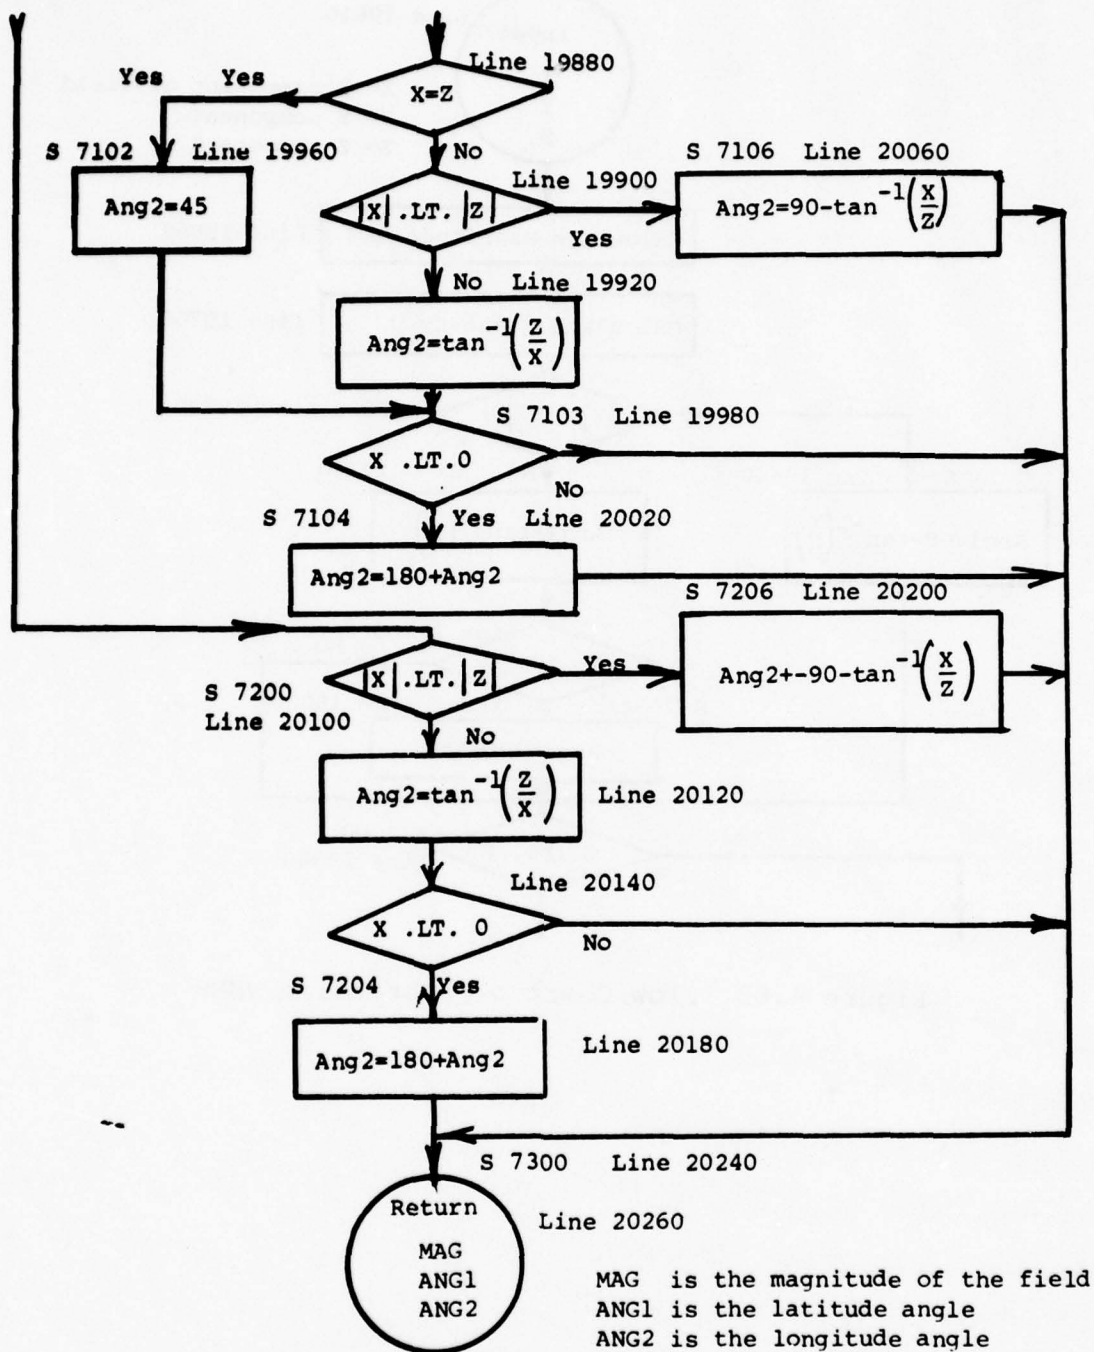 Line 19880
Yes Yes
X=Z
S 7102 Line 19960
No
S 7106 Line 20060
Ang2=45
Line 19900
|X| .LT. |Z|
Yes
Ang2=90-tan⁻¹(X/Z)
No Line 19920
Ang2=tan⁻¹(Z/X)
S 7103 Line 19980
X .LT.0
No
S 7104 Yes Line 20020
Ang2=180+Ang2
S 7206 Line 20200
|X|.LT.|Z|
Yes
Ang2+-90-tan⁻¹(X/Z)
S 7200
Line 20100
No
Ang2=tan⁻¹(Z/X)
Line 20120
Line 20140
X .LT. 0
No
S 7204 Yes
Ang2=180+Ang2
Line 20180
S 7300 Line 20240
Return
Line 20260
MAG
ANG1
ANG2
MAG is the magnitude of the field
ANG1 is the latitude angle
ANG2 is the longitude angle